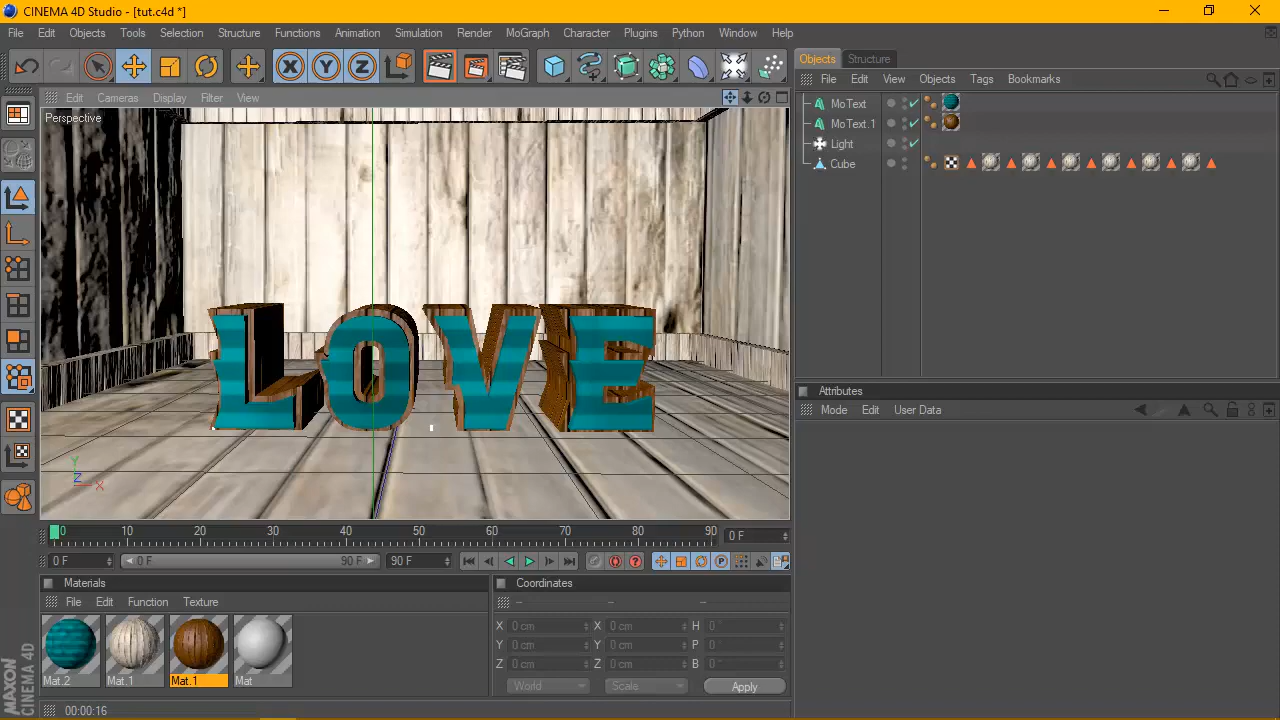 CINEMA 4D Studio - [tut.c4d *]
File Edit Objects Tools Selection Structure Functions Animation Simulation Render MoGraph Character Plugins Python Window Help
X Y Z
Objects Structure
File Edit View Objects Tags Bookmarks
Edit Cameras Display Filter View
Perspective
MoText
MoText.1
Light
Cube
LOVE
Y
Z
X
Attributes
Mode Edit User Data
0 10 20 30 40 50 60 70 80 90 0 F
0 F 0 F 90 F 90 F
Materials
File Edit Function Texture
Mat.2 Mat.1 Mat.1 Mat
Coordinates
-- -- --
X 0 cm X 0 cm H 0 °
Y 0 cm Y 0 cm P 0 °
Z 0 cm Z 0 cm B 0 °
World Scale Apply
MAXON
CINEMA 4D
00:00:16